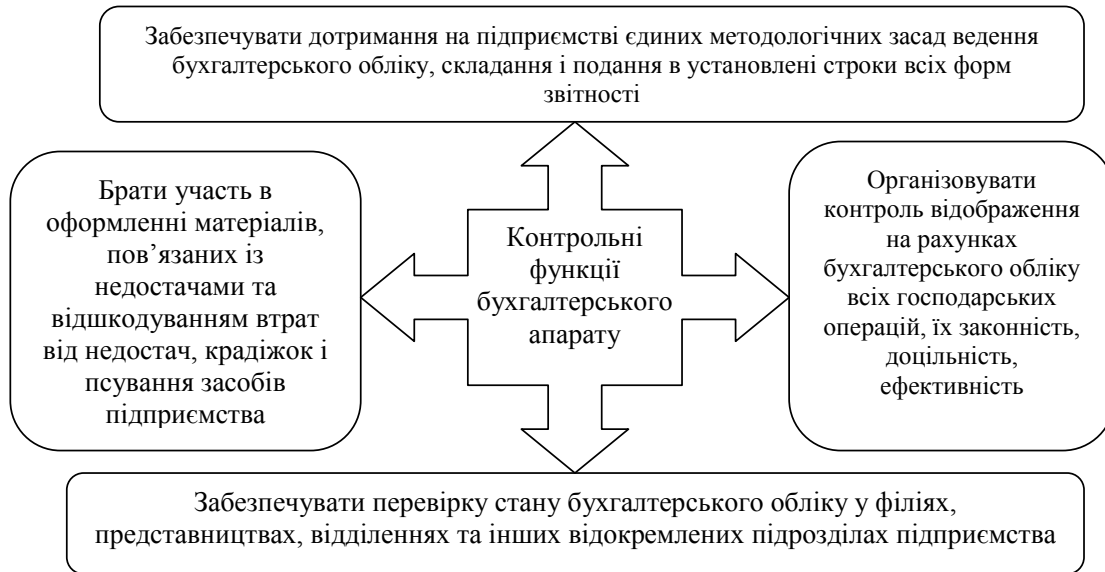 Забезпечувати дотримання на підприємстві єдиних методологічних засад ведення
бухгалтерського обліку, складання і подання в установлені строки всіх форм
звітності
Брати участь в
оформленні матеріалів,
пов’язаних із
недостачами та
відшкодуванням втрат
від недостач, крадіжок і
псування засобів
підприємства
Контрольні
функції
бухгалтерського
апарату
Організовувати
контроль відображення
на рахунках
бухгалтерського обліку
всіх господарських
операцій, їх законність,
доцільність,
ефективність
Забезпечувати перевірку стану бухгалтерського обліку у філіях,
представництвах, відділеннях та інших відокремлених підрозділах підприємства